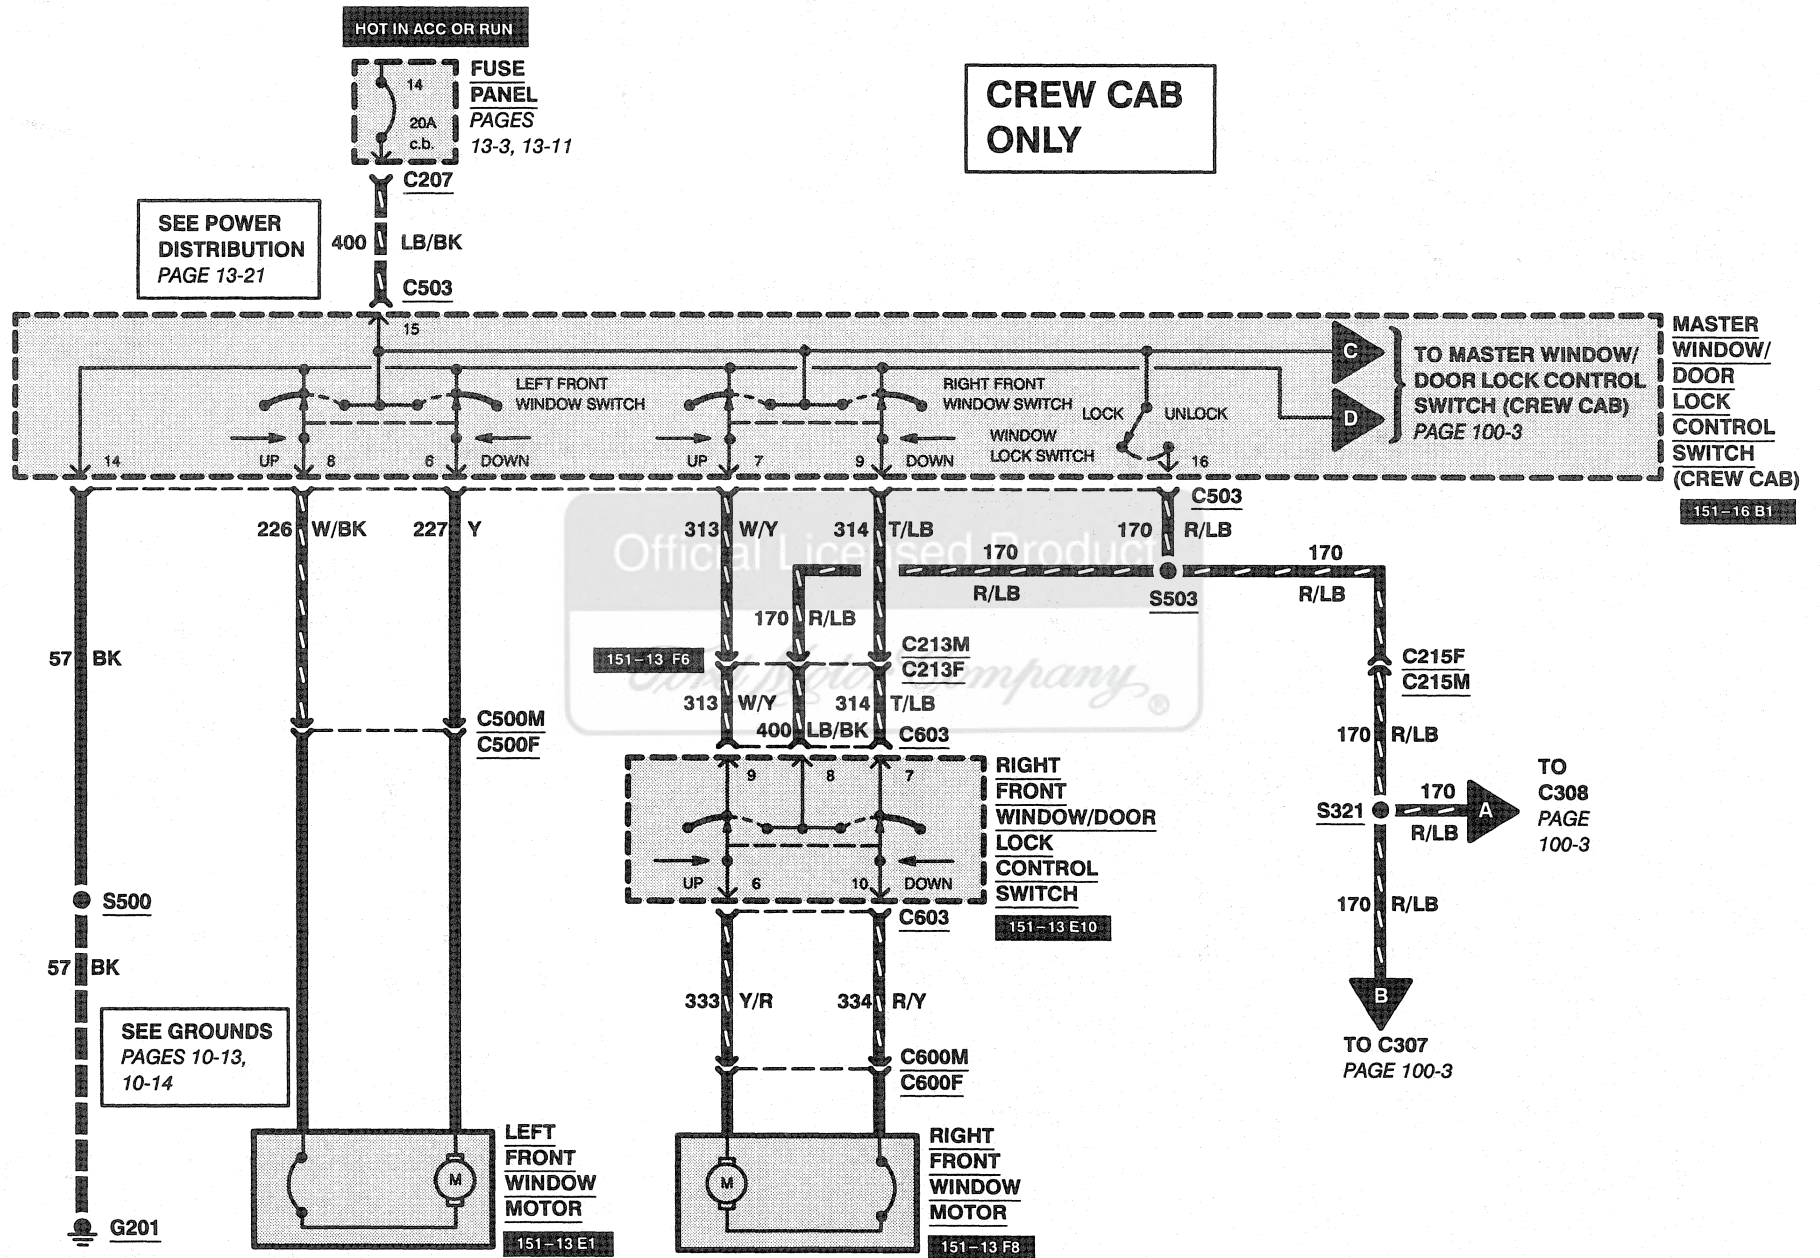 HOT IN ACC OR RUN
14
20A
c.b.
FUSE
PANEL
PAGES
13-3, 13-11
CREW CAB
ONLY
C207
SEE POWER
DISTRIBUTION
PAGE 13-21
400 LB/BK
C503
15
C
D
TO MASTER WINDOW/
DOOR LOCK CONTROL
SWITCH (CREW CAB)
PAGE 100-3
MASTER
WINDOW/
DOOR
LOCK
CONTROL
SWITCH
(CREW CAB)
151-16 B1
LEFT FRONT
WINDOW SWITCH
RIGHT FRONT
WINDOW SWITCH
LOCK UNLOCK
WINDOW
LOCK SWITCH
14 UP 8 6 DOWN UP 7 9 DOWN 16
C503
226 W/BK 227 Y 313 W/Y 314 T/LB 170 R/LB
Official Licensed Product
170 170
R/LB R/LB
S503
170 R/LB
57 BK
151-13 F6
C213M
C213F
C215F
C215M
Ford Motor Company ®
313 W/Y 314 T/LB
400 LB/BK C603
C500M
C500F
170 R/LB
9 8 7
RIGHT
FRONT
WINDOW/DOOR
LOCK
CONTROL
SWITCH
151-13 E10
UP 6 10 DOWN
C603
S321
170
R/LB
A
TO
C308
PAGE
100-3
170 R/LB
B
TO C307
PAGE 100-3
S500
57 BK
SEE GROUNDS
PAGES 10-13,
10-14
333 Y/R 334 R/Y
C600M
C600F
M
LEFT
FRONT
WINDOW
MOTOR
151-13 E1
M
RIGHT
FRONT
WINDOW
MOTOR
151-13 F8
G201